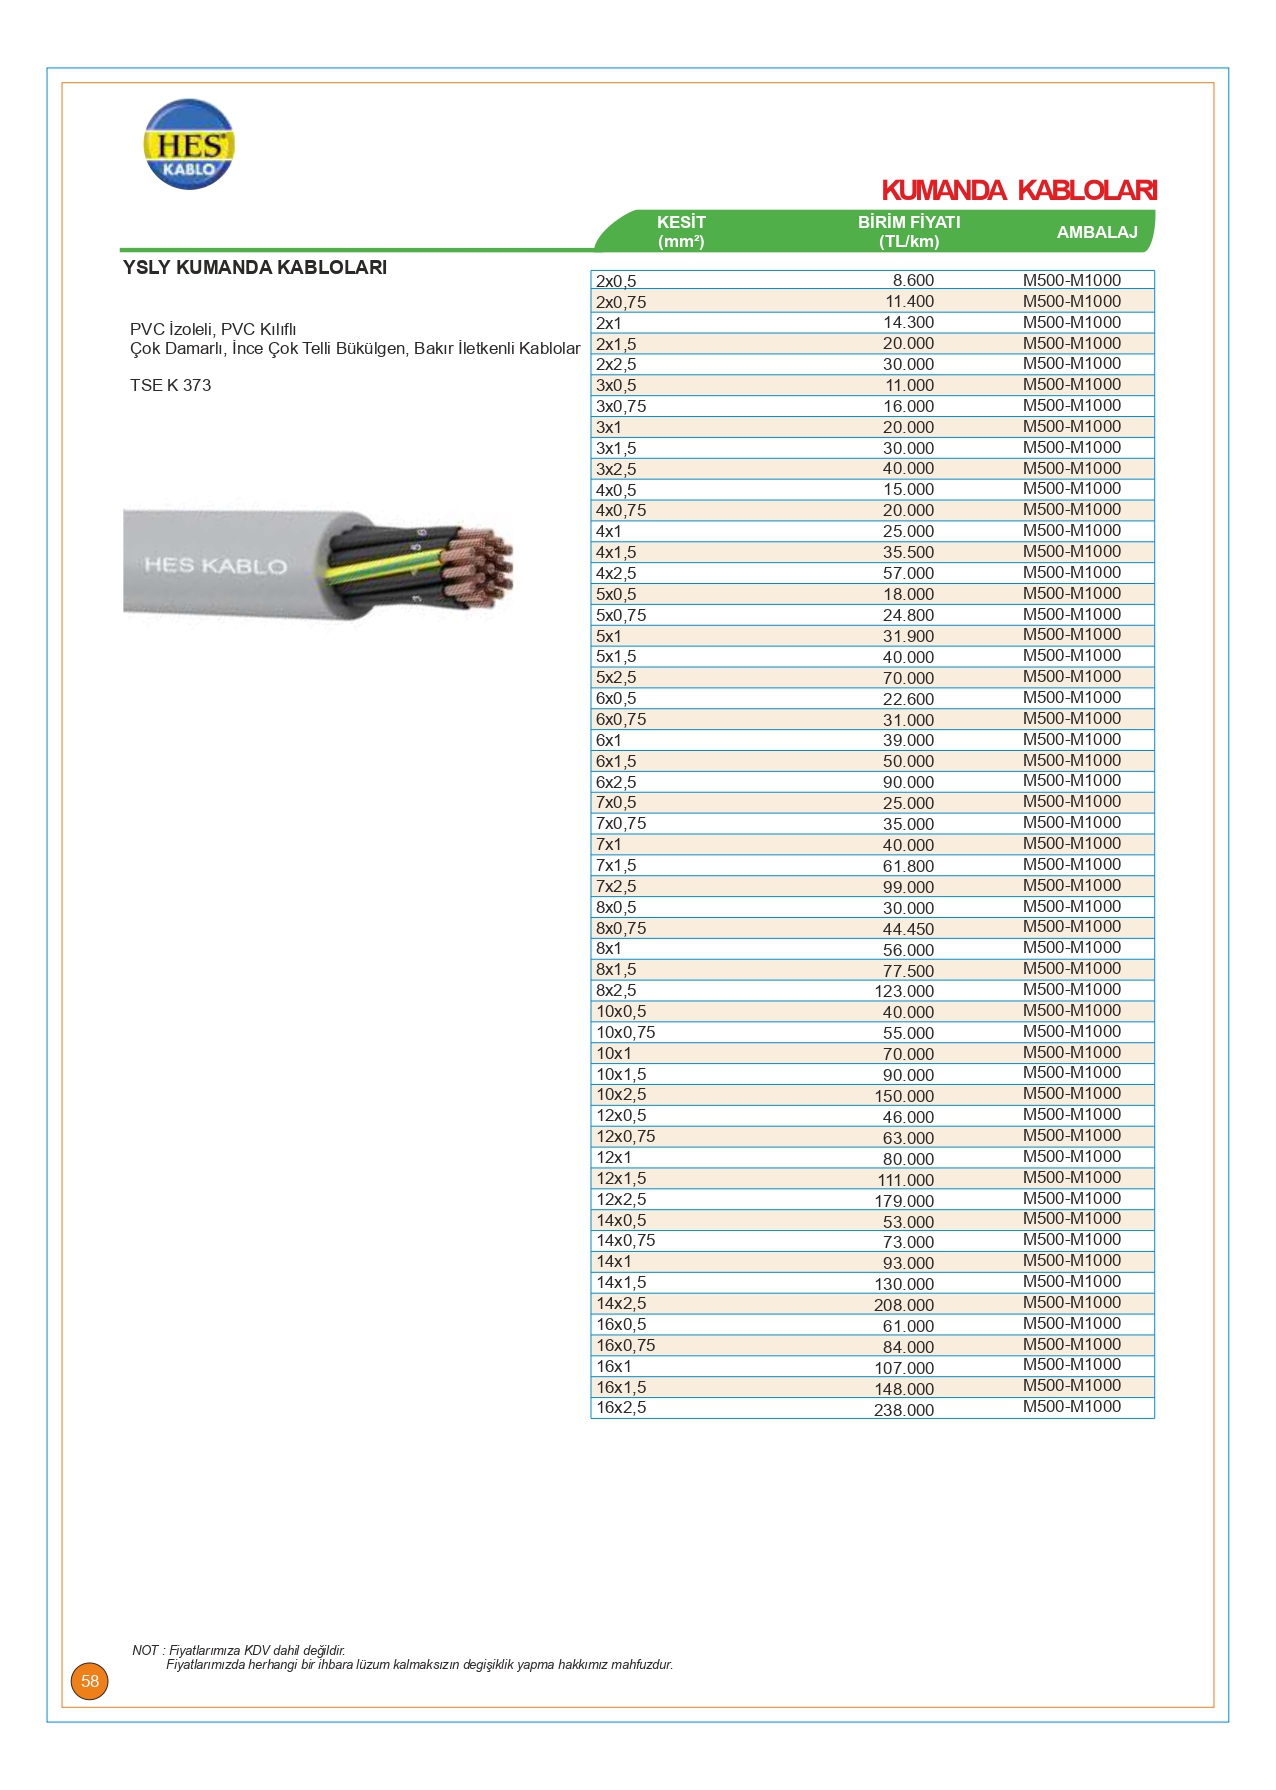 HES
KABLO
KUMANDA KABLOLARI
KESİT BİRİM FİYATI AMBALAJ
(mm²) (TL/km)
YSLY KUMANDA KABLOLARI
PVC İzoleli, PVC Kılıflı
Çok Damarlı, İnce Çok Telli Bükülgen, Bakır İletkenli Kablolar
TSE K 373
HES KABLO
2x0,5 8.600 M500-M1000
2x0,75 11.400 M500-M1000
2x1 14.300 M500-M1000
2x1,5 20.000 M500-M1000
2x2,5 30.000 M500-M1000
3x0,5 11.000 M500-M1000
3x0,75 16.000 M500-M1000
3x1 20.000 M500-M1000
3x1,5 30.000 M500-M1000
3x2,5 40.000 M500-M1000
4x0,5 15.000 M500-M1000
4x0,75 20.000 M500-M1000
4x1 25.000 M500-M1000
4x1,5 35.500 M500-M1000
4x2,5 57.000 M500-M1000
5x0,5 18.000 M500-M1000
5x0,75 24.800 M500-M1000
5x1 31.900 M500-M1000
5x1,5 40.000 M500-M1000
5x2,5 70.000 M500-M1000
6x0,5 22.600 M500-M1000
6x0,75 31.000 M500-M1000
6x1 39.000 M500-M1000
6x1,5 50.000 M500-M1000
6x2,5 90.000 M500-M1000
7x0,5 25.000 M500-M1000
7x0,75 35.000 M500-M1000
7x1 40.000 M500-M1000
7x1,5 61.800 M500-M1000
7x2,5 99.000 M500-M1000
8x0,5 30.000 M500-M1000
8x0,75 44.450 M500-M1000
8x1 56.000 M500-M1000
8x1,5 77.500 M500-M1000
8x2,5 123.000 M500-M1000
10x0,5 40.000 M500-M1000
10x0,75 55.000 M500-M1000
10x1 70.000 M500-M1000
10x1,5 90.000 M500-M1000
10x2,5 150.000 M500-M1000
12x0,5 46.000 M500-M1000
12x0,75 63.000 M500-M1000
12x1 80.000 M500-M1000
12x1,5 111.000 M500-M1000
12x2,5 179.000 M500-M1000
14x0,5 53.000 M500-M1000
14x0,75 73.000 M500-M1000
14x1 93.000 M500-M1000
14x1,5 130.000 M500-M1000
14x2,5 208.000 M500-M1000
16x0,5 61.000 M500-M1000
16x0,75 84.000 M500-M1000
16x1 107.000 M500-M1000
16x1,5 148.000 M500-M1000
16x2,5 238.000 M500-M1000
NOT : Fiyatlarımıza KDV dahil değildir.
Fiyatlarımızda herhangi bir ihbara lüzum kalmaksızın degişiklik yapma hakkımız mahfuzdur.
58